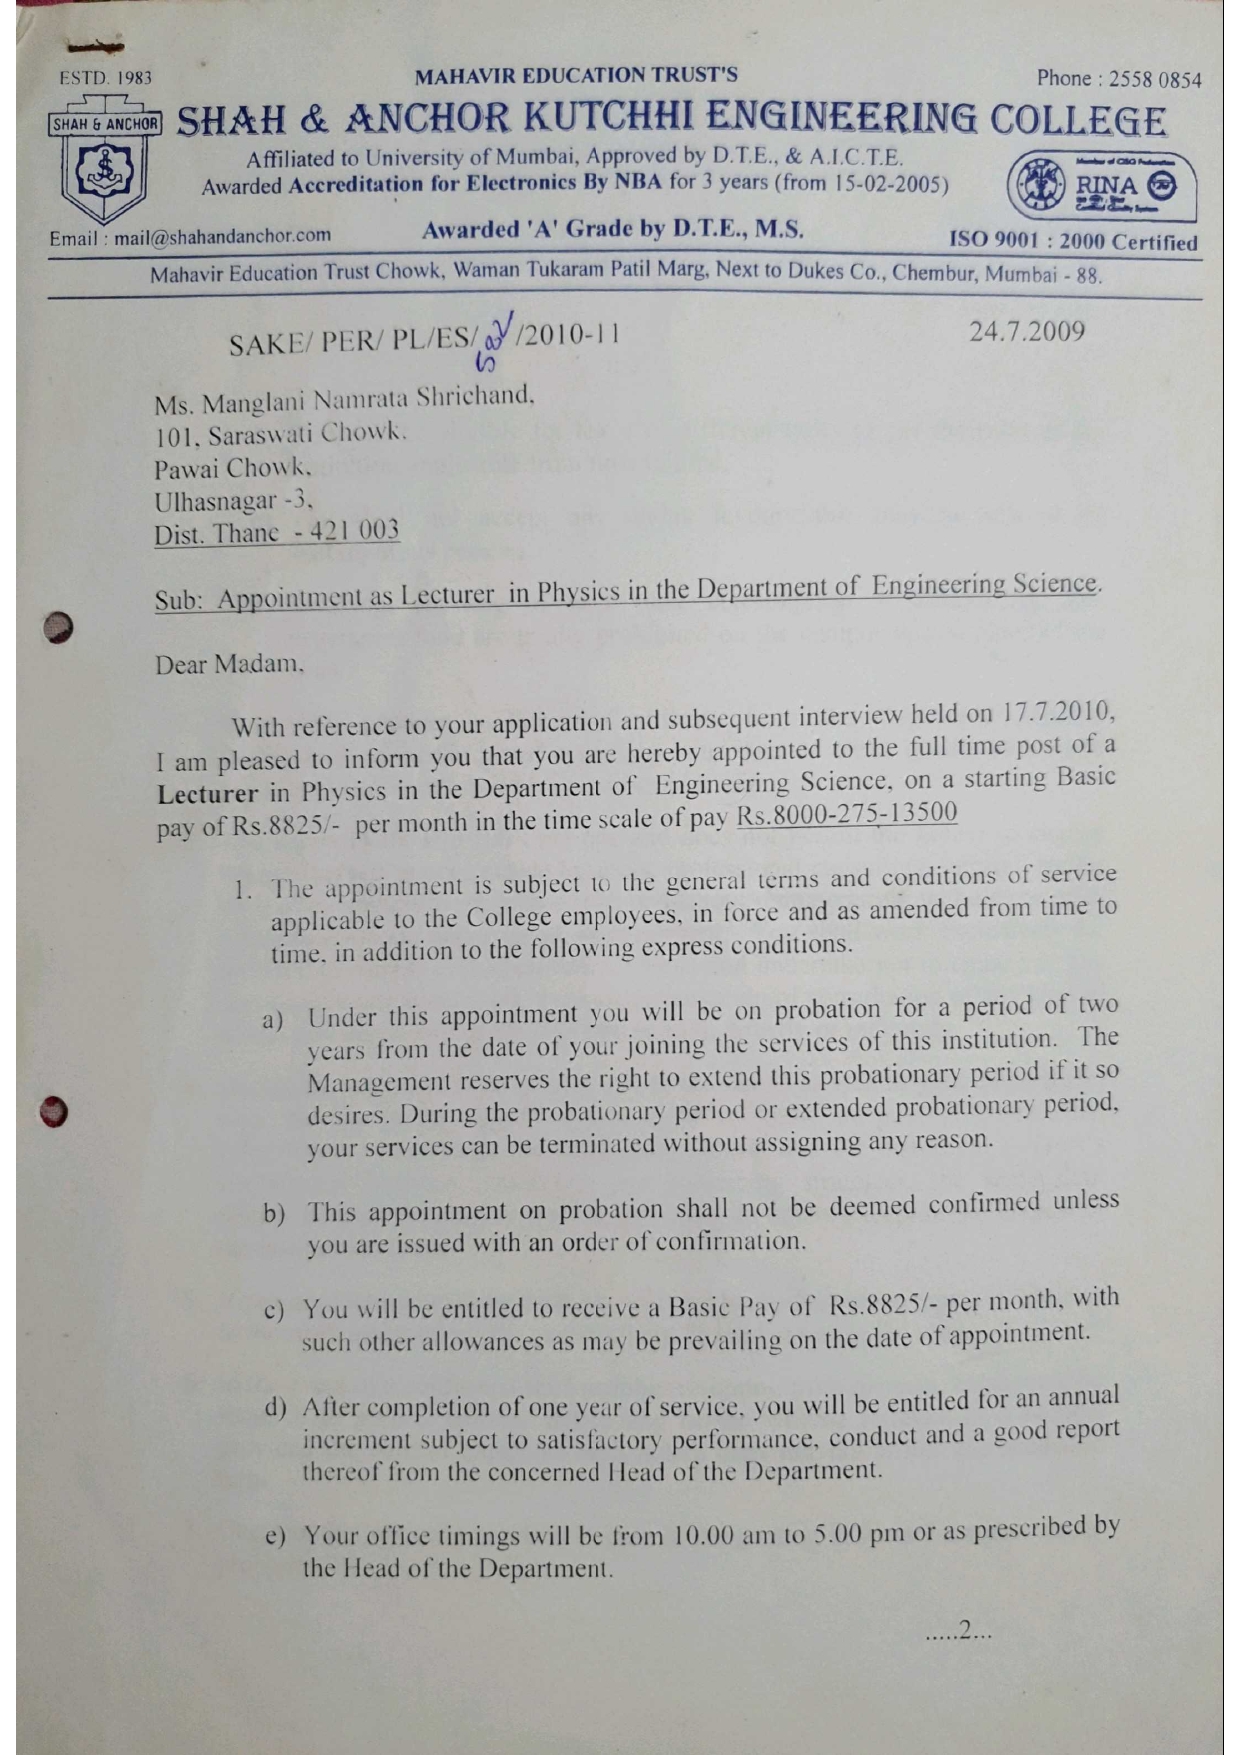 ESTD. 1983
MAHAVIR EDUCATION TRUST'S
Phone : 2558 0854
SHAH & ANCHOR
SHAH & ANCHOR KUTCHHI ENGINEERING COLLEGE
Affiliated to University of Mumbai, Approved by D.T.E., & A.I.C.T.E.
Awarded Accreditation for Electronics By NBA for 3 years (from 15-02-2005)
Member of CISQ Federation
RINA
Email : mail@shahandanchor.com
Awarded 'A' Grade by D.T.E., M.S.
ISO 9001 : 2000 Certified
Mahavir Education Trust Chowk, Waman Tukaram Patil Marg, Next to Dukes Co., Chembur, Mumbai - 88.
SAKE/ PER/ PL/ES/ /2010-11
24.7.2009
Ms. Manglani Namrata Shrichand,
101, Saraswati Chowk.
Pawai Chowk,
Ulhasnagar -3,
Dist. Thane - 421 003
Sub: Appointment as Lecturer in Physics in the Department of Engineering Science.
Dear Madam,
With reference to your application and subsequent interview held on 17.7.2010,
I am pleased to inform you that you are hereby appointed to the full time post of a
Lecturer in Physics in the Department of Engineering Science, on a starting Basic
pay of Rs.8825/- per month in the time scale of pay Rs.8000-275-13500
1. The appointment is subject to the general terms and conditions of service
applicable to the College employees, in force and as amended from time to
time, in addition to the following express conditions.
a) Under this appointment you will be on probation for a period of two
years from the date of your joining the services of this institution. The
Management reserves the right to extend this probationary period if it so
desires. During the probationary period or extended probationary period,
your services can be terminated without assigning any reason.
b) This appointment on probation shall not be deemed confirmed unless
you are issued with an order of confirmation.
c) You will be entitled to receive a Basic Pay of Rs.8825/- per month, with
such other allowances as may be prevailing on the date of appointment.
d) After completion of one year of service, you will be entitled for an annual
increment subject to satisfactory performance, conduct and a good report
thereof from the concerned Head of the Department.
e) Your office timings will be from 10.00 am to 5.00 pm or as prescribed by
the Head of the Department.
.....2...